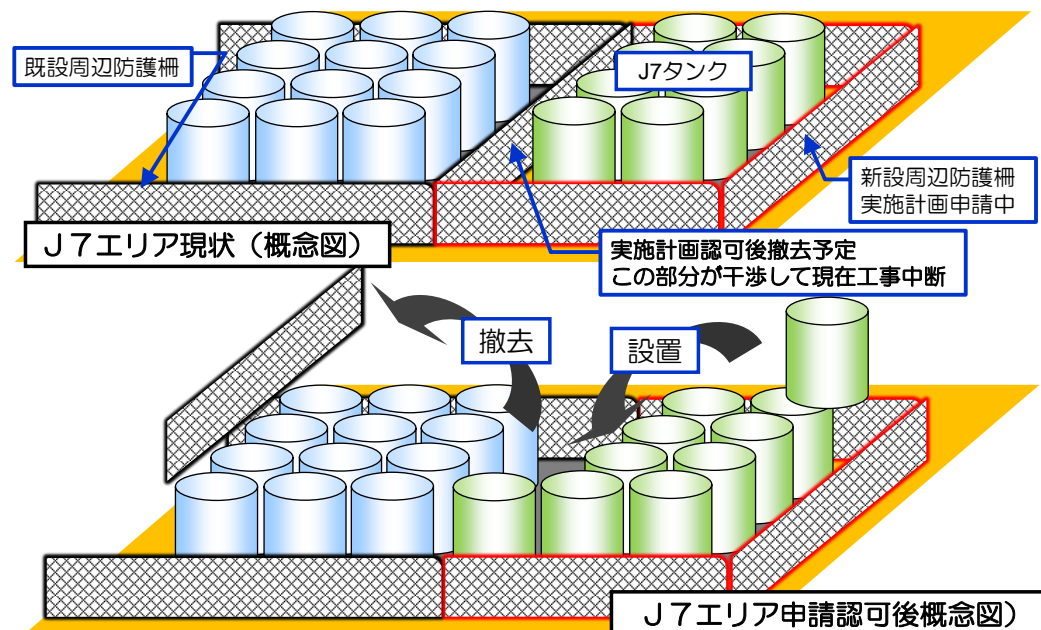 既設周辺防護柵
J7タンク
新設周辺防護柵
実施計画申請中
J7エリア現状（概念図）
実施計画認可後撤去予定
この部分が干渉して現在工事中断
撤去
設置
J7エリア申請認可後概念図）